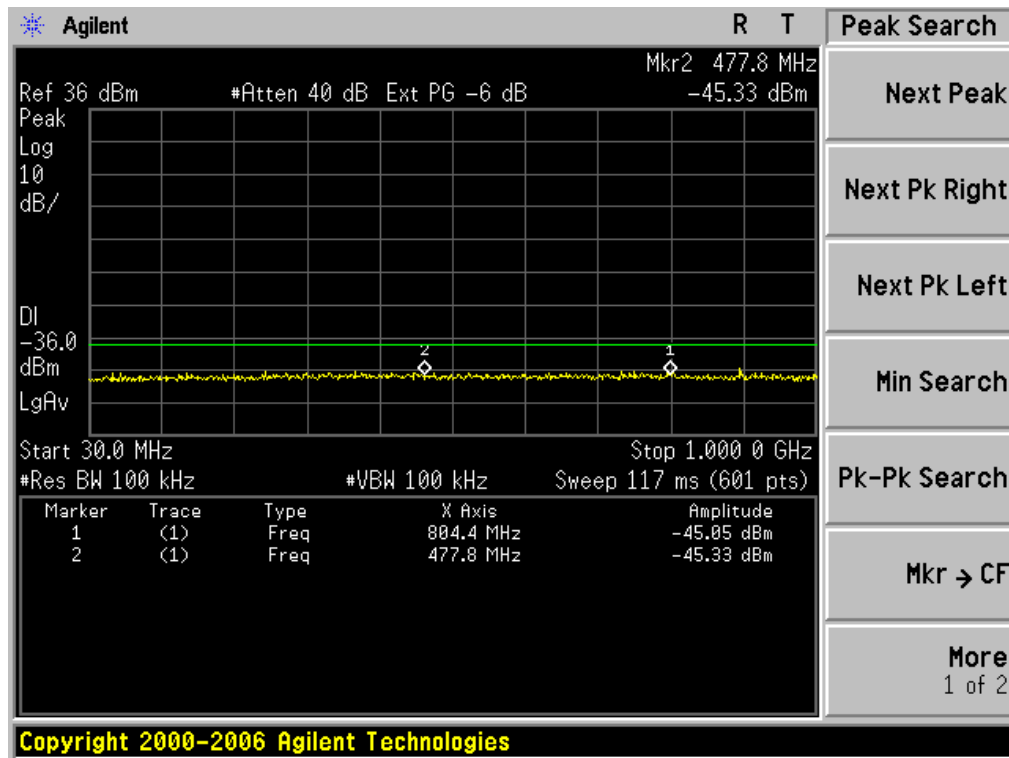 Agilent R T
Peak Search
Mkr2 477.8 MHz
Ref 36 dBm #Atten 40 dB Ext PG -6 dB -45.33 dBm
Peak
Log
10
dB/
DI
-36.0
dBm
LgAv
2 1
Start 30.0 MHz Stop 1.000 0 GHz
#Res BW 100 kHz #VBW 100 kHz Sweep 117 ms (601 pts)
Marker Trace Type X Axis Amplitude
1 (1) Freq 804.4 MHz -45.05 dBm
2 (1) Freq 477.8 MHz -45.33 dBm
Next Peak
Next Pk Right
Next Pk Left
Min Search
Pk-Pk Search
Mkr → CF
More
1 of 2
Copyright 2000-2006 Agilent Technologies